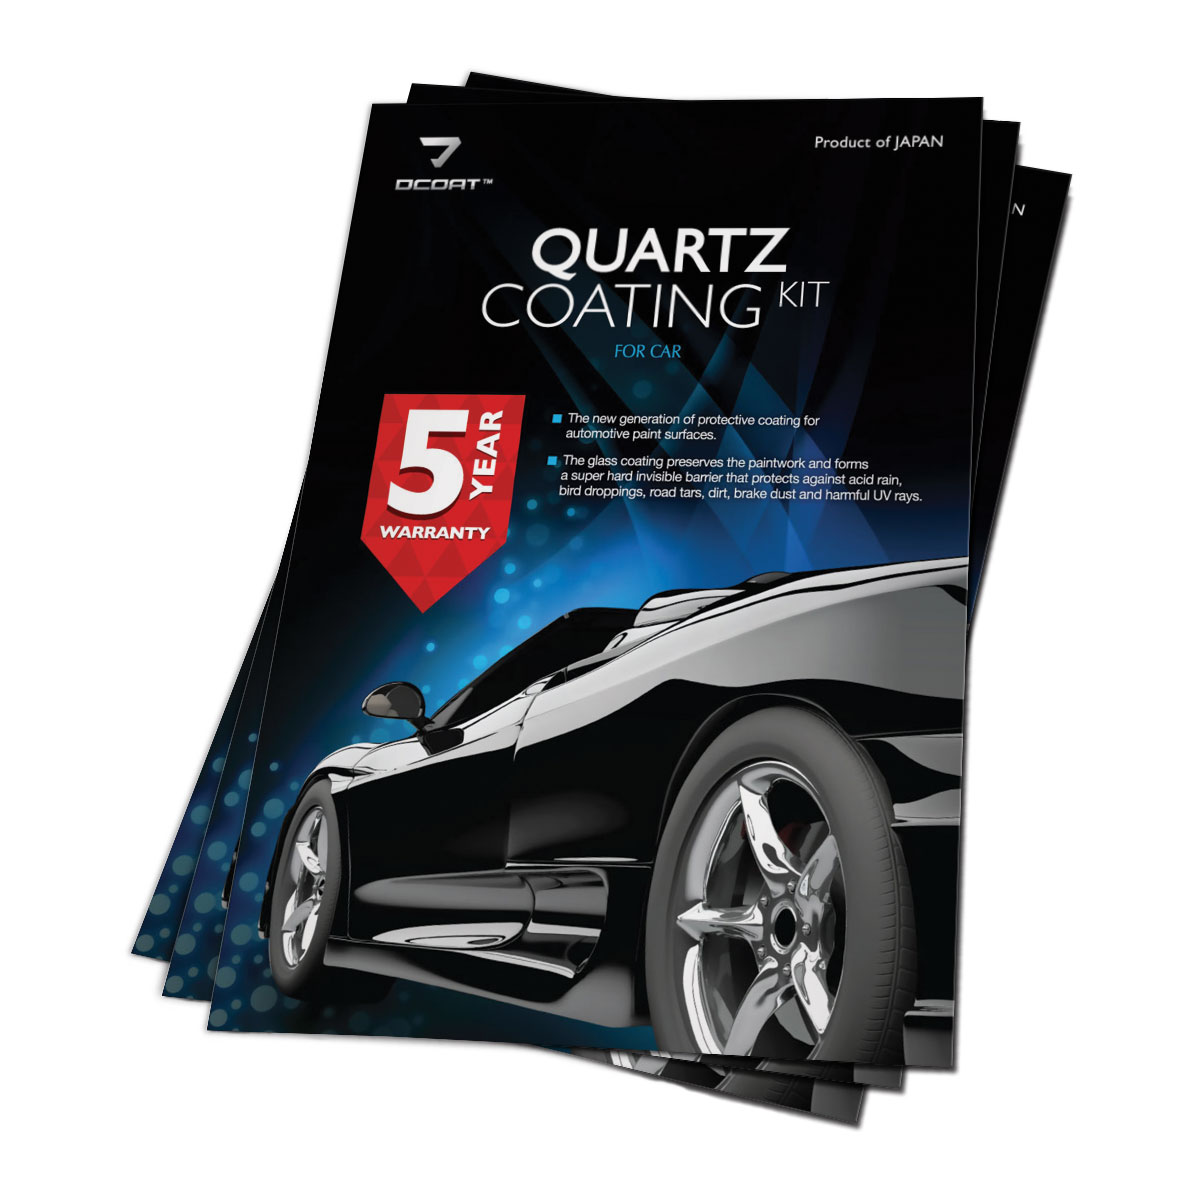 DCOAT™
Product of JAPAN
QUARTZ
COATING KIT
FOR CAR
5
YEAR
WARRANTY
The new generation of protective coating for
automotive paint surfaces.
The glass coating preserves the paintwork and forms
a super hard invisible barrier that protects against acid rain,
bird droppings, road tars, dirt, brake dust and harmful UV rays.
N